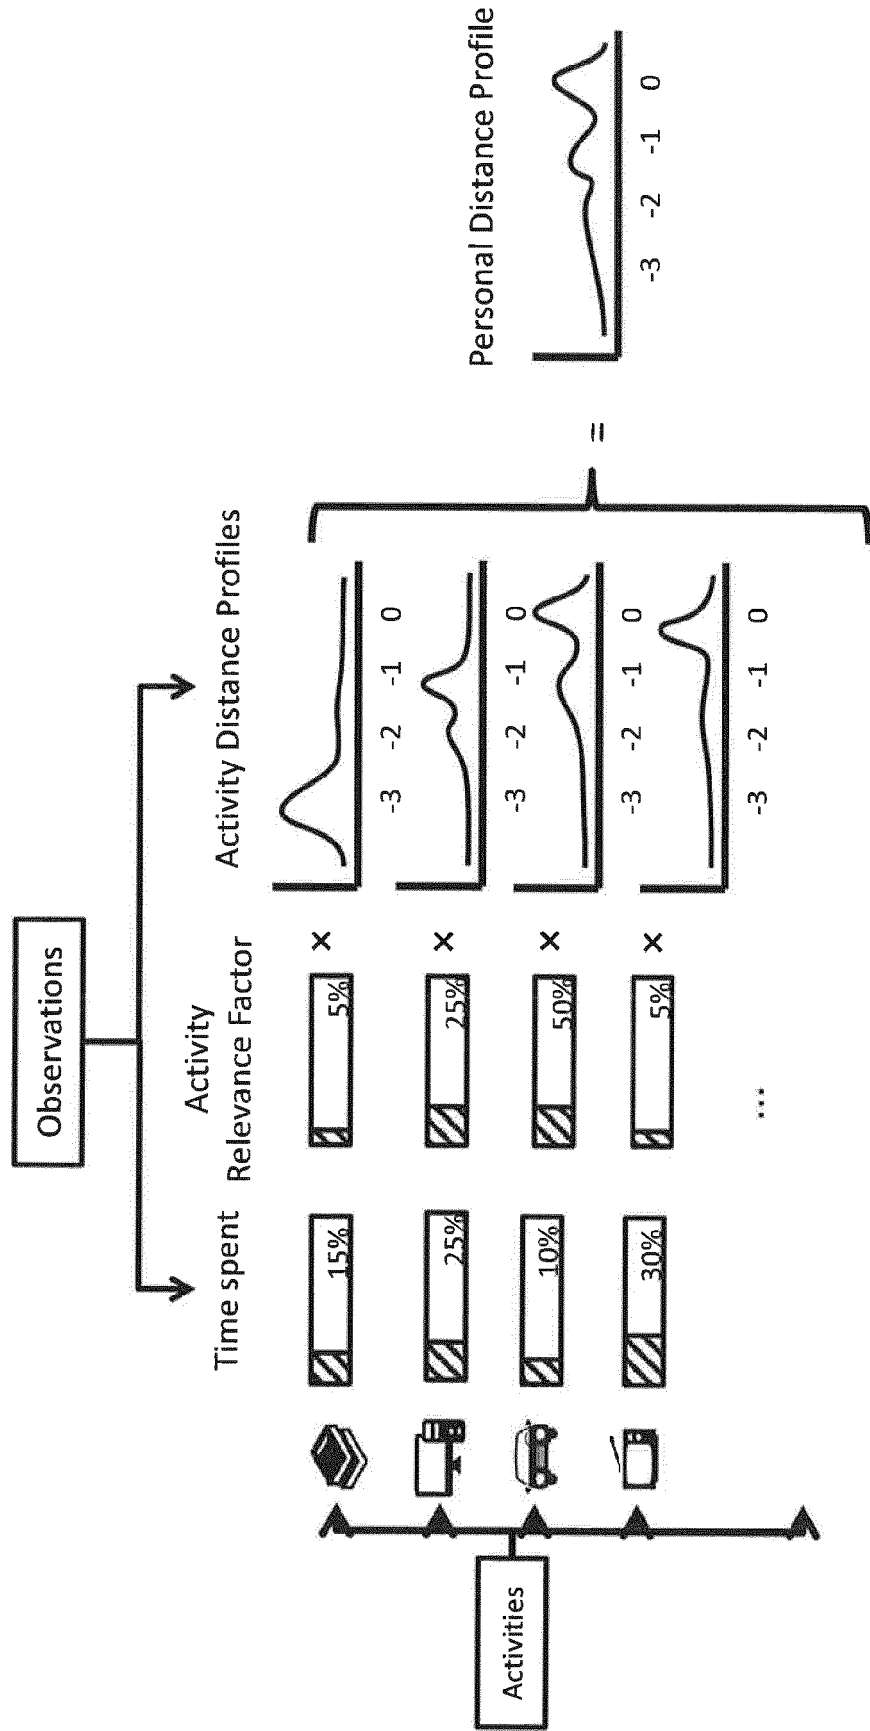 Observations
Time spent
Activity
Relevance Factor
Activity Distance Profiles
Personal Distance Profile
Activities
15%
5%
×
-3 -2 -1 0
25%
25%
×
-3 -2 -1 0
10%
50%
×
-3 -2 -1 0
30%
5%
×
-3 -2 -1 0
...
=
-3 -2 -1 0